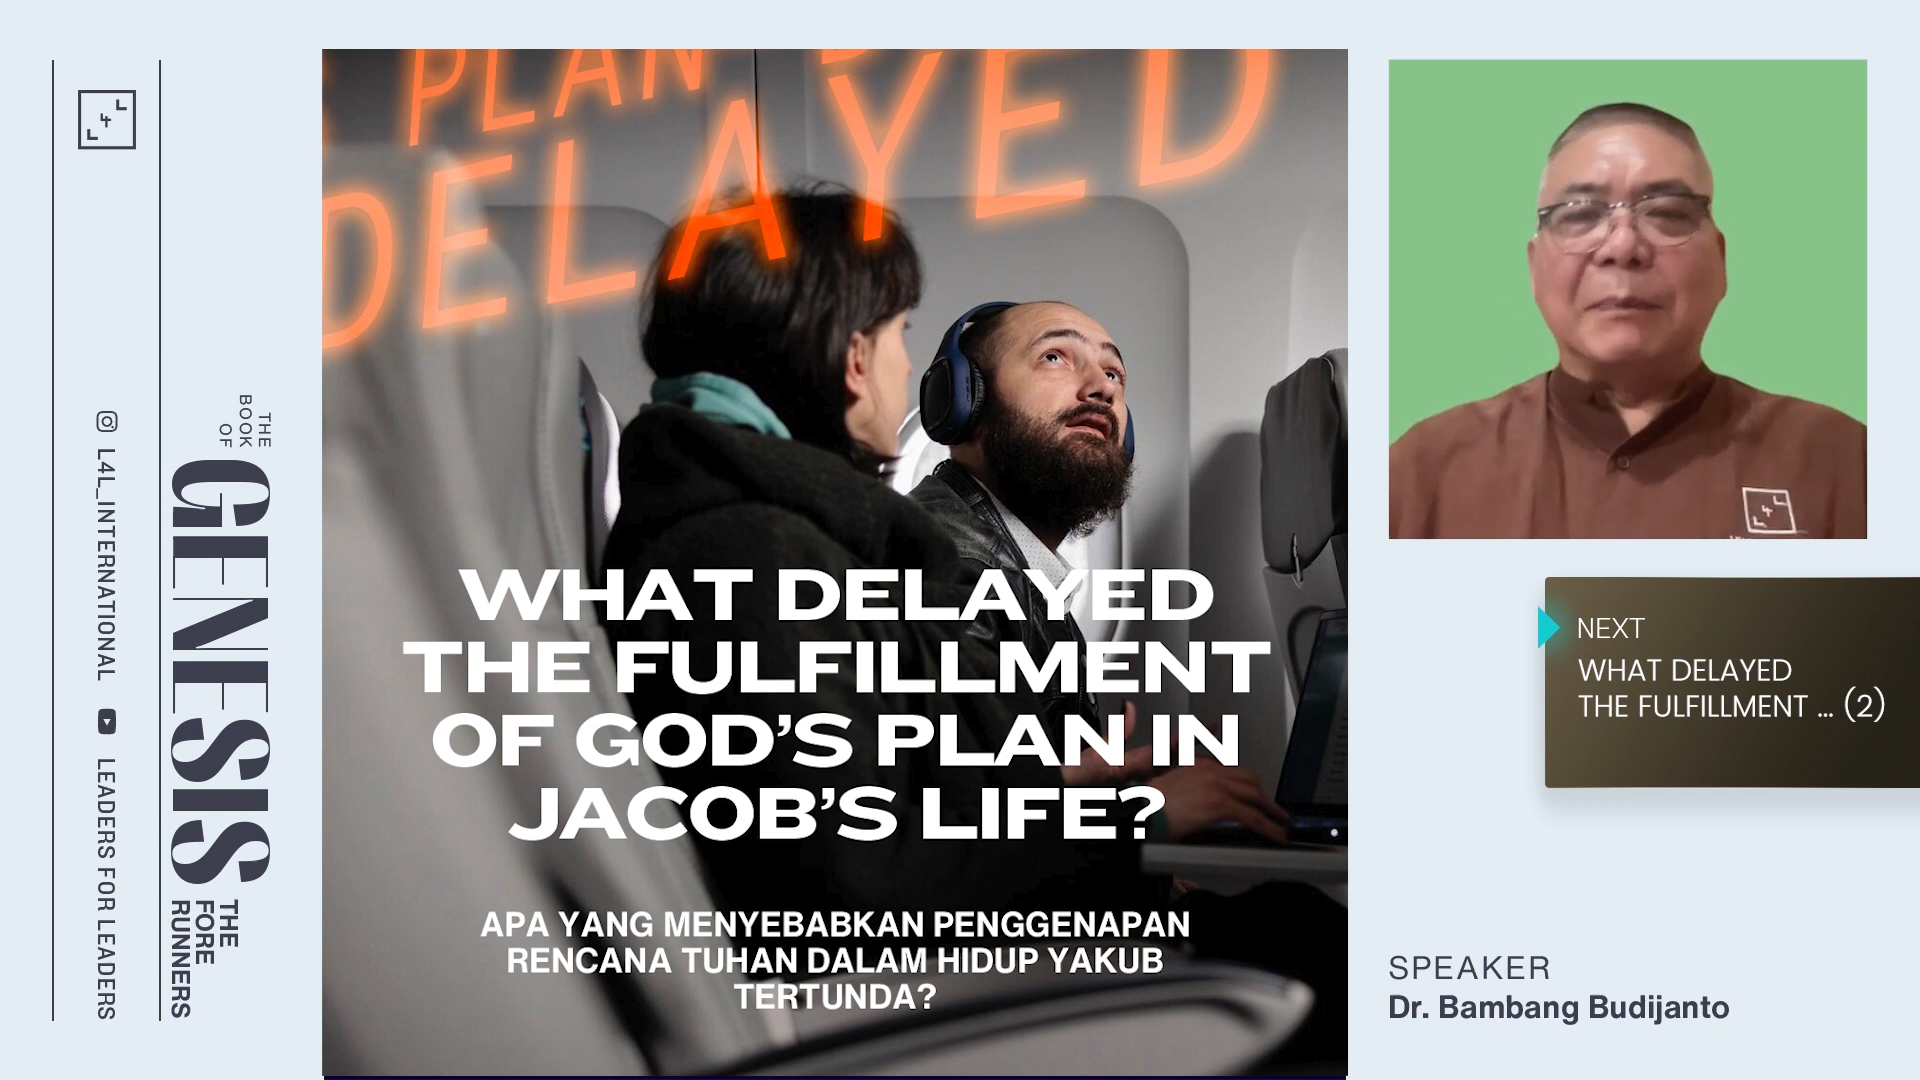 L4L_INTERNATIONAL
LEADERS FOR LEADERS
THE
BOOK
OF
GENESIS
THE
FORE
RUNNERS
PLAN
DELAYED
WHAT DELAYED
THE FULFILLMENT
OF GOD’S PLAN IN
JACOB’S LIFE?
APA YANG MENYEBABKAN PENGGENAPAN
RENCANA TUHAN DALAM HIDUP YAKUB
TERTUNDA?
NEXT
WHAT DELAYED
THE FULFILLMENT ... (2)
SPEAKER
Dr. Bambang Budijanto